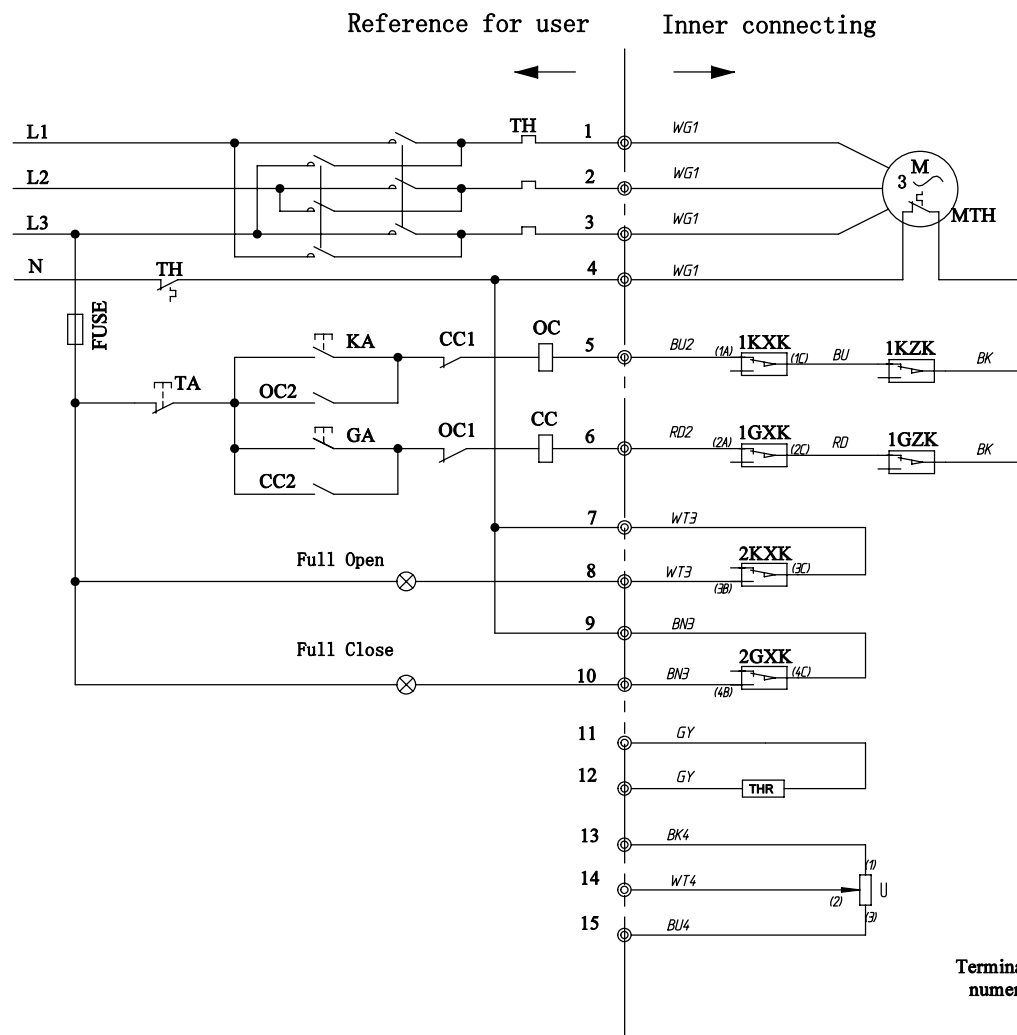 Reference for user Inner connecting
L1 TH 1 WG1
M
3
L2 2 WG1
MTH
L3 3 WG1
N TH 4 WG1
FUSE
KA CC1 OC 5 BU2 (1A) 1KXK (1C) BU 1KZK BK
TA OC2
GA OC1 CC 6 RD2 (2A) 1GXK (2C) RD 1GZK BK
CC2
7 WT3
Full Open 8 WT3 (3B) 2KXK (3C)
9 BN3
Full Close 10 BN3 (4B) 2GXK (4C)
11 GY
12 GY THR
13 BK4 (1)
14 WT4 (2) U
15 BU4 (3)
Termina
numer